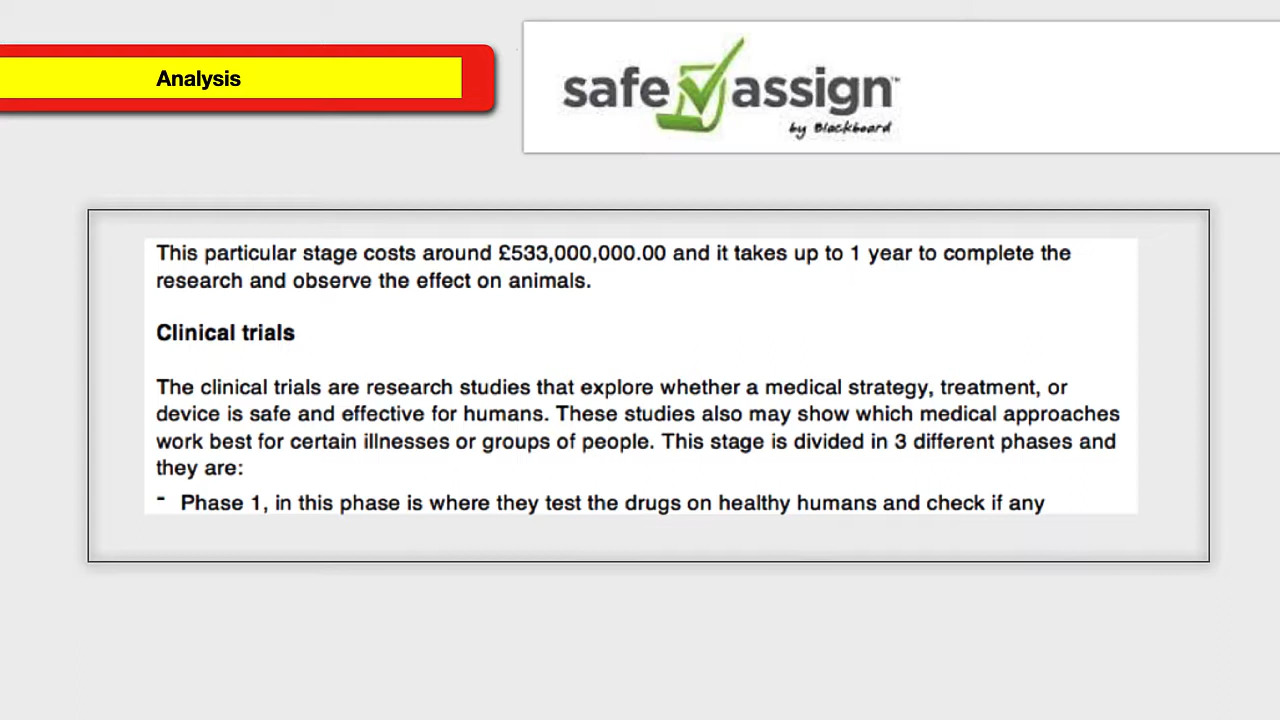 Analysis
safe assign™
by Blackboard
This particular stage costs around £533,000,000.00 and it takes up to 1 year to complete the
research and observe the effect on animals.
Clinical trials
The clinical trials are research studies that explore whether a medical strategy, treatment, or
device is safe and effective for humans. These studies also may show which medical approaches
work best for certain illnesses or groups of people. This stage is divided in 3 different phases and
they are:
- Phase 1, in this phase is where they test the drugs on healthy humans and check if any